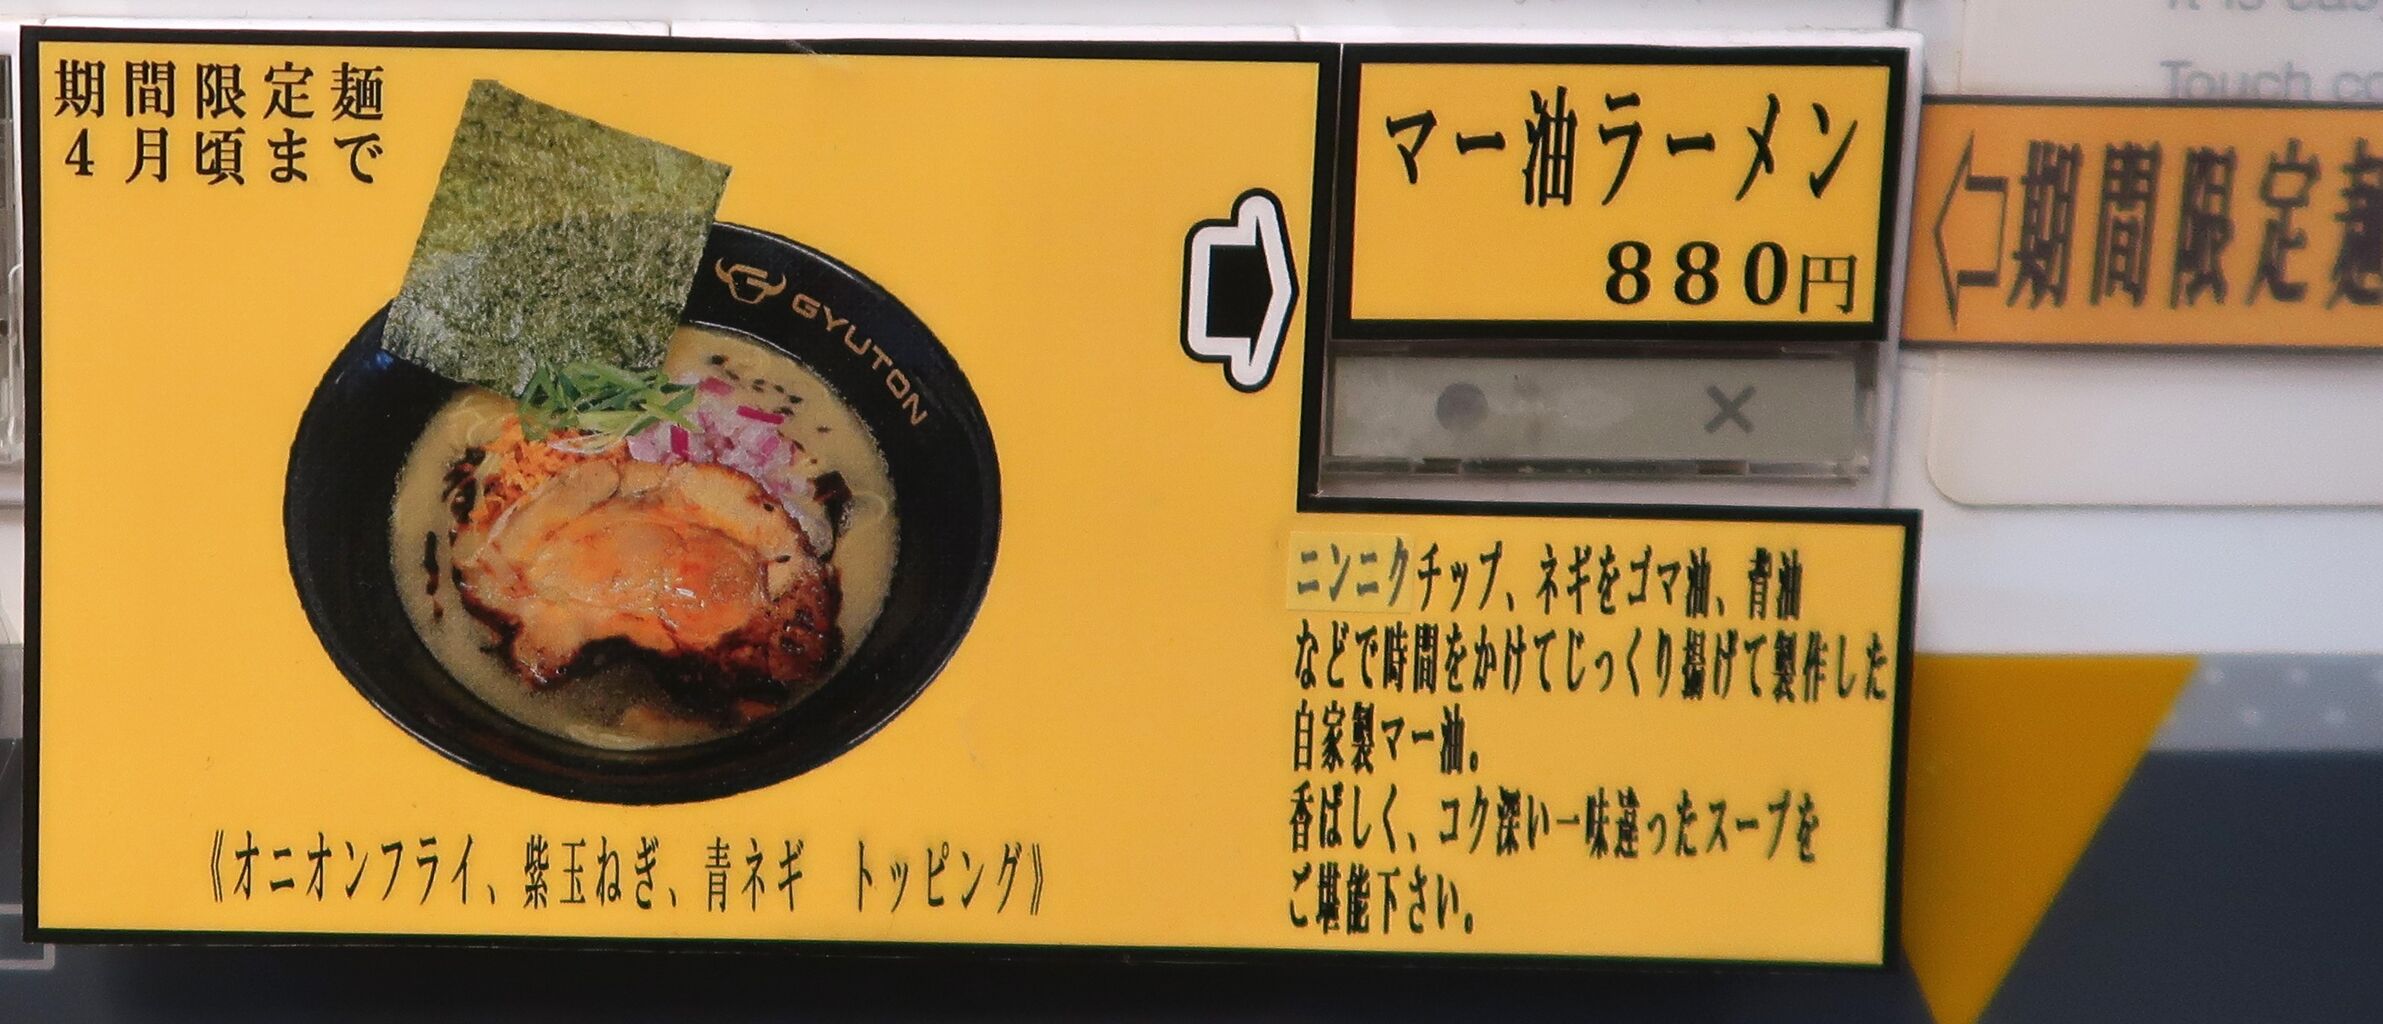 期間限定麺
4月頃まで
GYUTON
《オニオンフライ、紫玉ねぎ、青ネギ　トッピング》
マー油ラーメン
880円
ニンニクチップ、ネギをゴマ油、背油
などで時間をかけてじっくり揚げて製作した
自家製マー油。
香ばしく、コク深い一味違ったスープを
ご堪能下さい。
It is easy
Touch
期間限定麺